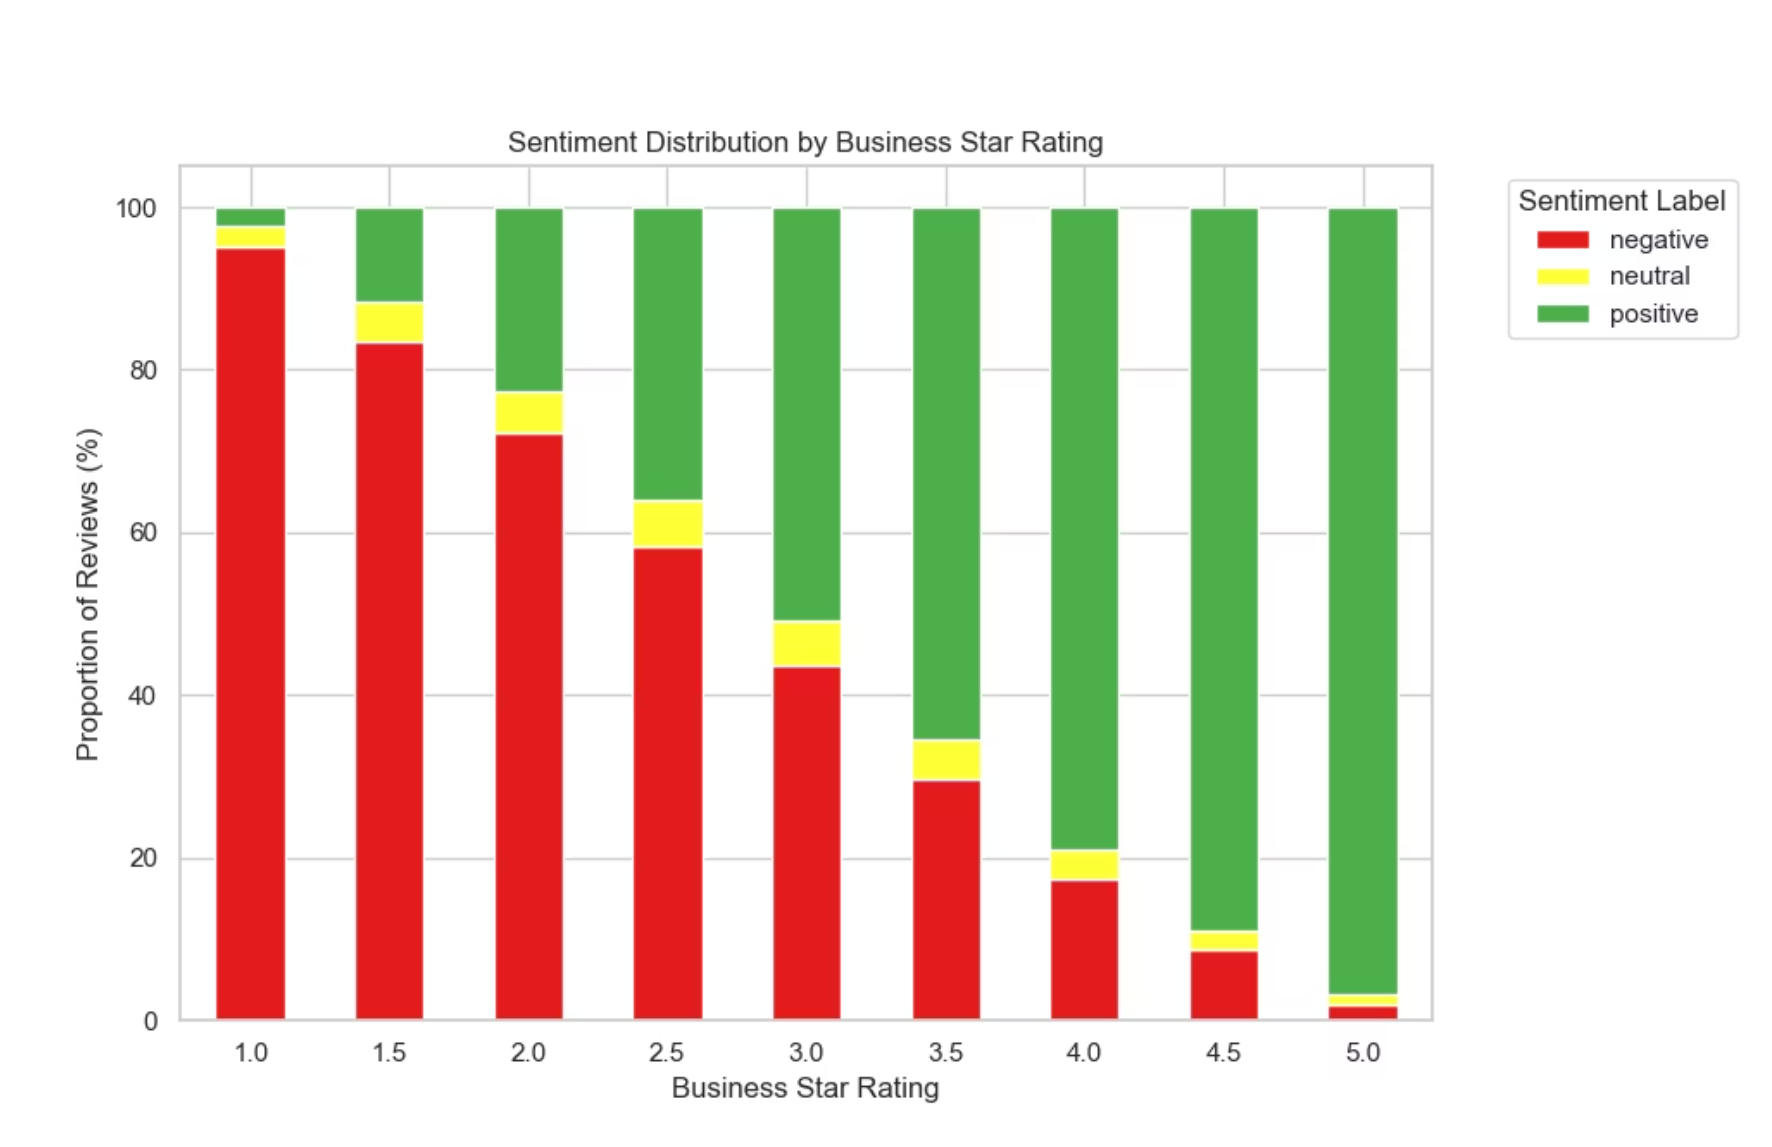 Sentiment Distribution by Business Star Rating
Sentiment Label
negative
neutral
positive
Proportion of Reviews (%)
100
80
60
40
20
0
1.0 1.5 2.0 2.5 3.0 3.5 4.0 4.5 5.0
Business Star Rating